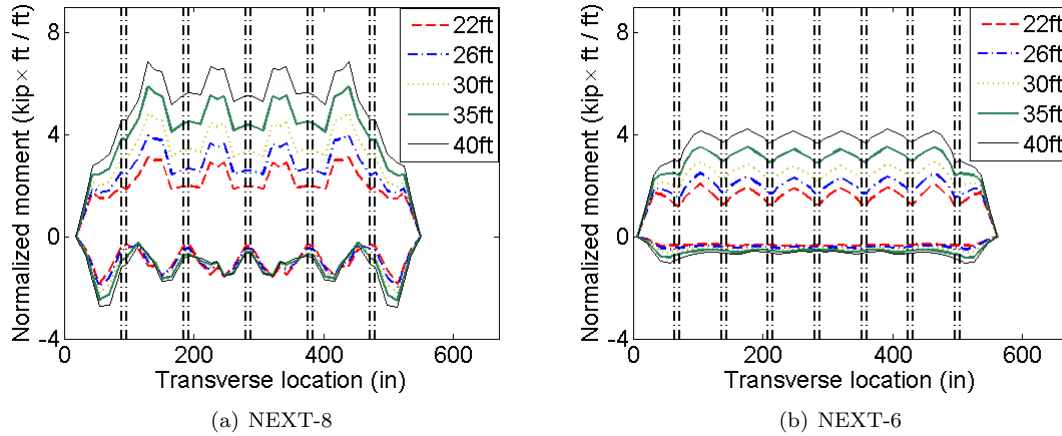 8
4
0
-4
0
200
400
600
Normalized moment (kip× ft / ft)
Transverse location (in)
22ft
26ft
30ft
35ft
40ft
(a) NEXT-8
8
4
0
-4
0
200
400
600
Normalized moment (kip× ft / ft)
Transverse location (in)
22ft
26ft
30ft
35ft
40ft
(b) NEXT-6